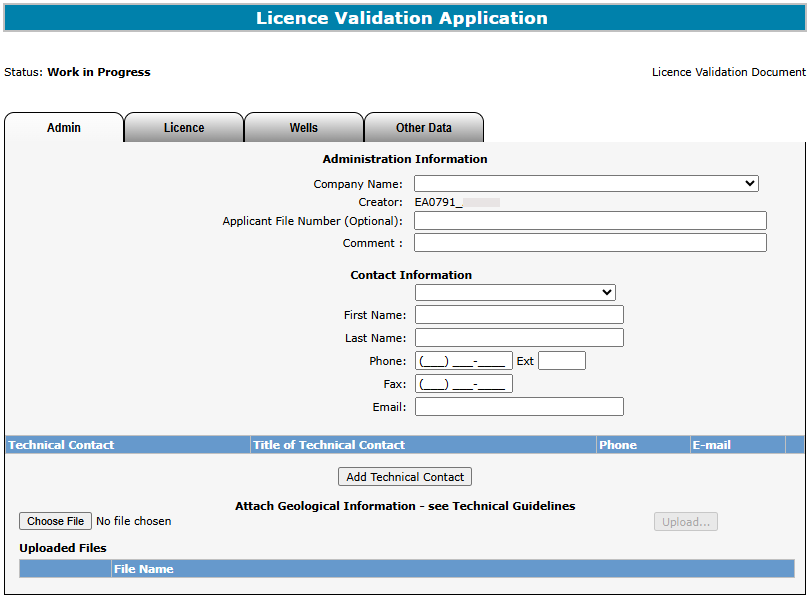 Licence Validation Application
Status: Work in Progress Licence Validation Document
Admin Licence Wells Other Data
Administration Information
Company Name:
Creator: EA0791_
Applicant File Number (Optional):
Comment :
Contact Information
First Name:
Last Name:
Phone: (___) ___-____ Ext
Fax: (___) ___-____
Email:
Technical Contact Title of Technical Contact Phone E-mail
Add Technical Contact
Attach Geological Information - see Technical Guidelines
Choose File No file chosen Upload...
Uploaded Files
File Name